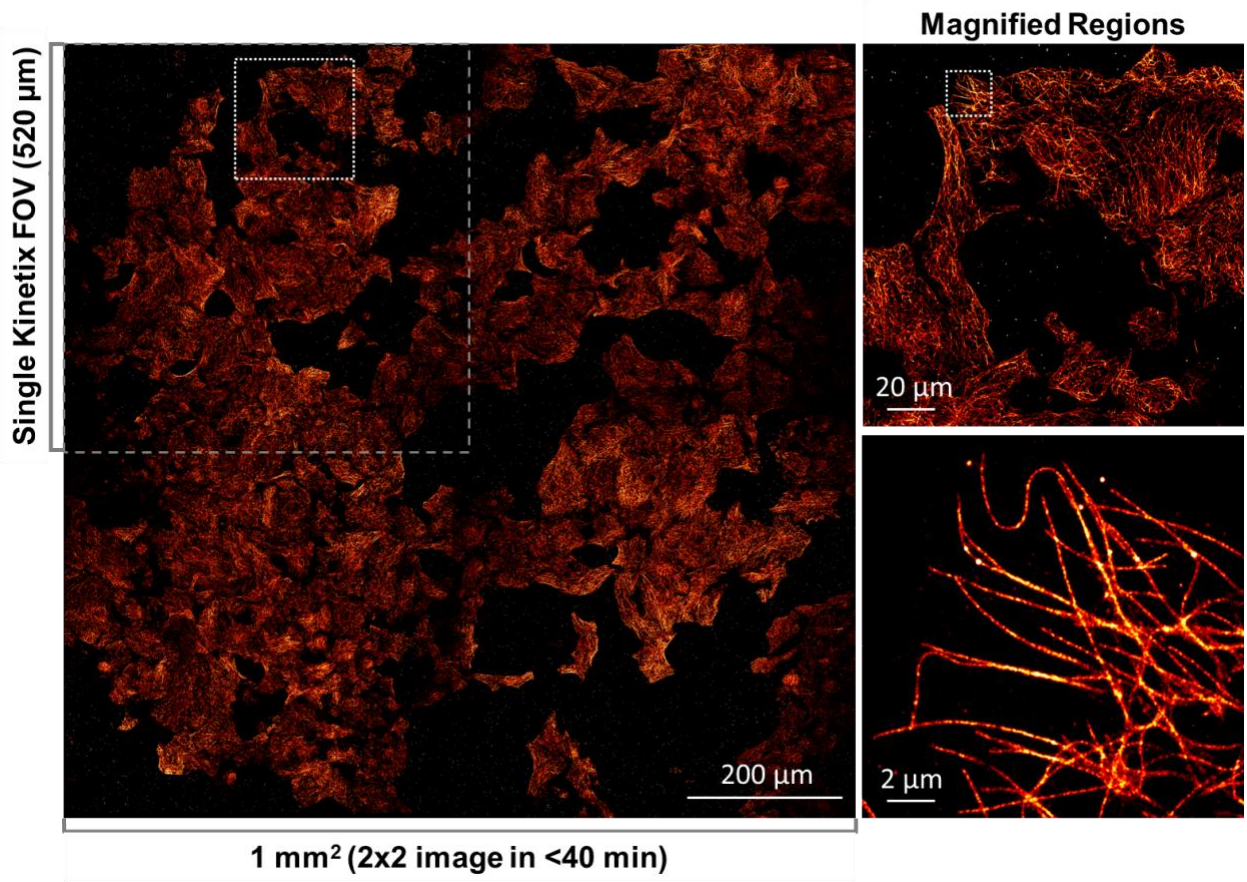 Magnified Regions
Single Kinetix FOV (520 µm)
20 µm
200 µm
2 µm
1 mm² (2x2 image in <40 min)